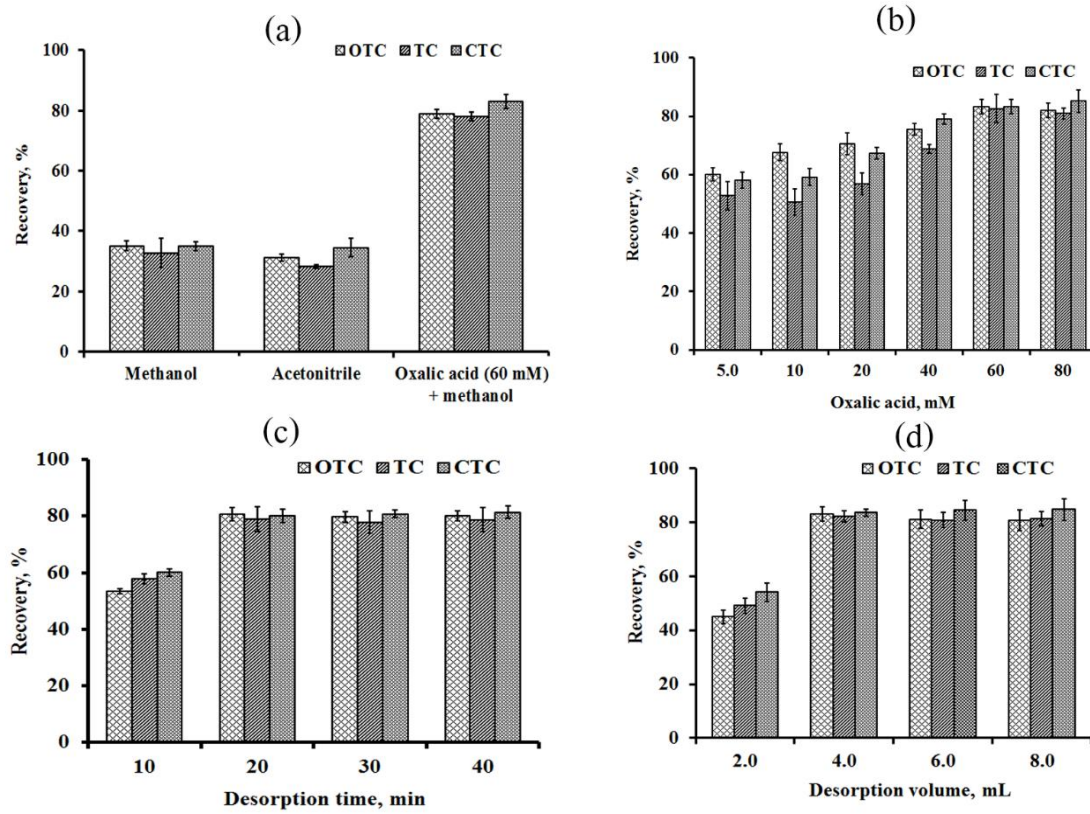 (a)
OTC TC CTC
100
80
60
40
20
0
Recovery, %
Methanol Acetonitrile Oxalic acid (60 mM)
+ methanol
(b)
OTC TC CTC
100
80
60
40
20
0
Recovery, %
5.0 10 20 40 60 80
Oxalic acid, mM
(c)
OTC TC CTC
100
80
60
40
20
0
Recovery, %
10 20 30 40
Desorption time, min
(d)
OTC TC CTC
100
80
60
40
20
0
Recovery, %
2.0 4.0 6.0 8.0
Desorption volume, mL